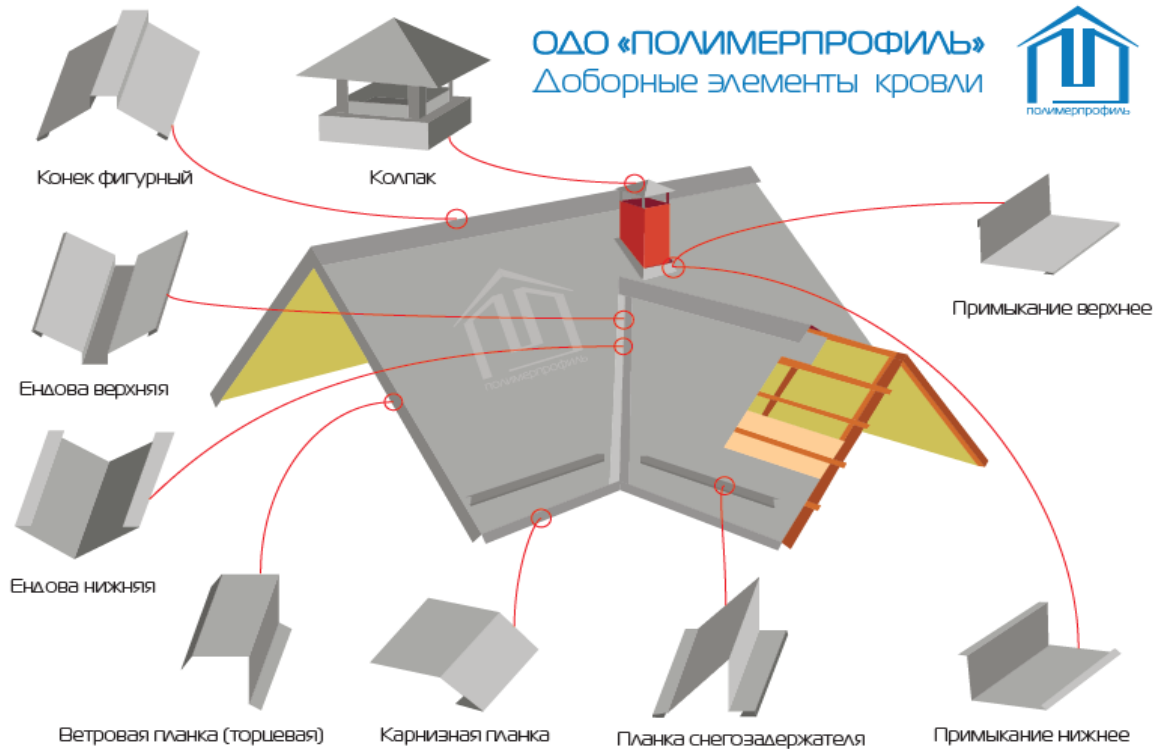 ОДО «ПОЛИМЕРПРОФИЛЬ»
Доборные элементы кровли
полимерпрофиль
Конек фигурный
Колпак
Примыкание верхнее
Ендова верхняя
полимерпрофиль
Ендова нижняя
Ветровая планка (торцевая)
Карнизная планка
Планка снегозадержателя
Примыкание нижнее